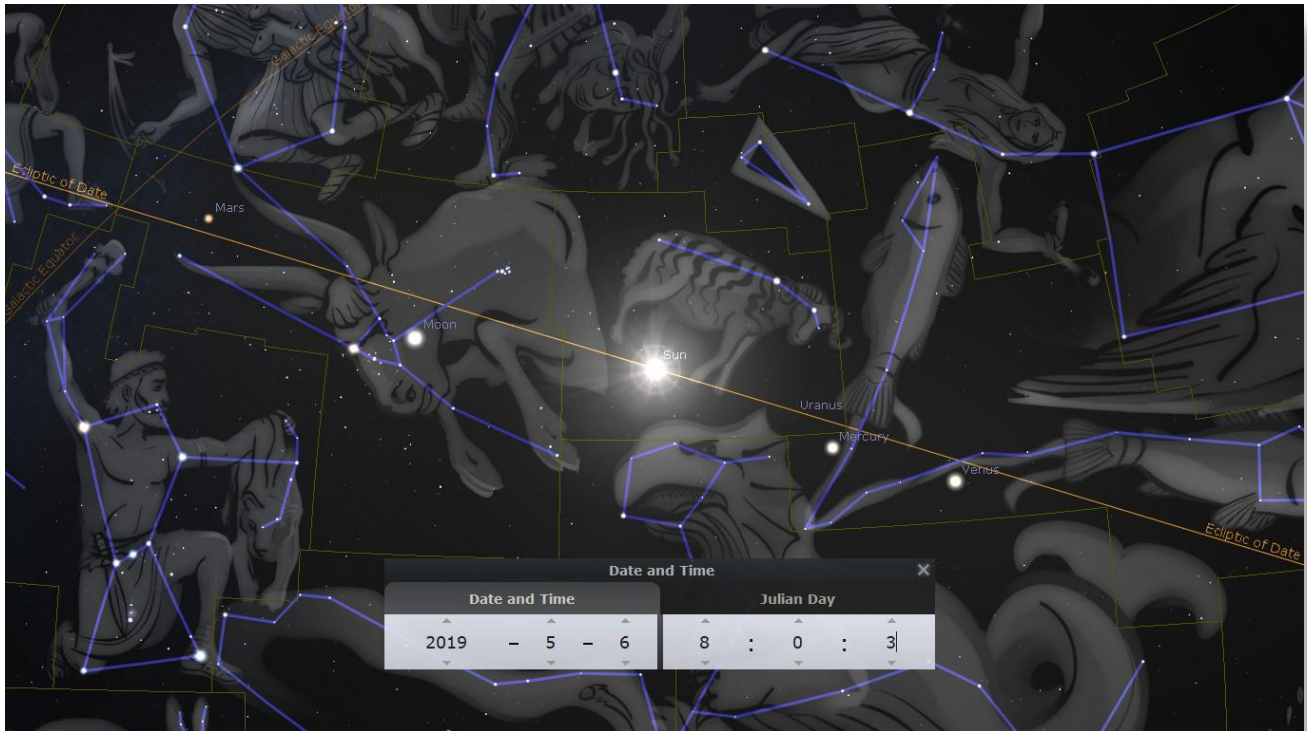 Galactic Equator
Ecliptic of Date
Mars
Galactic Equator
Moon
Sun
Uranus
Mercury
Venus
Ecliptic of Date
Date and Time ×
Date and Time Julian Day
2019 – 5 – 6 8 : 0 : 3